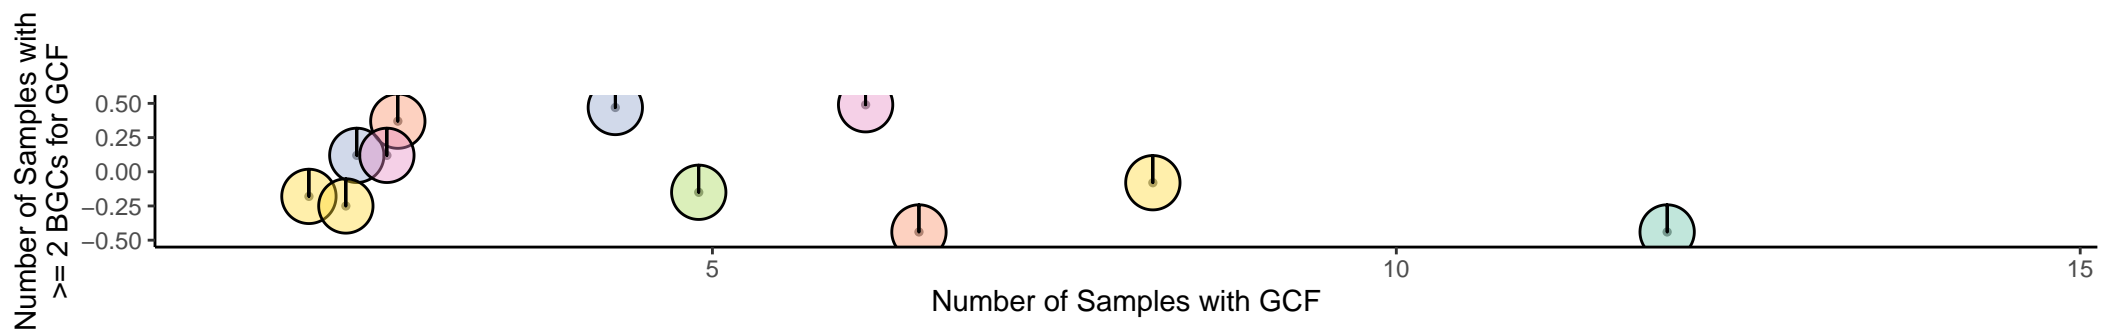 Number of Samples with
>= 2 BGCs for GCF
0.50
0.25
0.00
−0.25
−0.50
5
10
15
Number of Samples with GCF